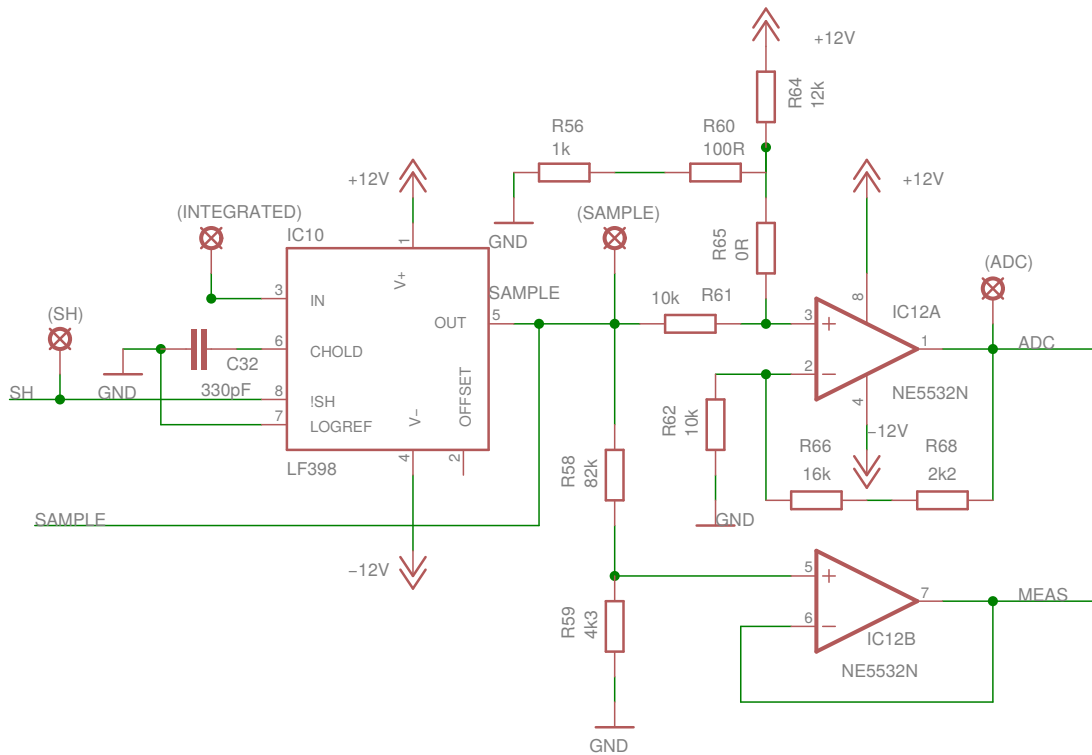 +12V
R64
12k
R56
1k
R60
100R
+12V
+12V
(INTEGRATED)
(SAMPLE)
GND
R65
0R
IC10
1
V+
3
IN
SAMPLE
5
OUT
10k
R61
3
+
8
IC12A
1
(ADC)
ADC
(SH)
6
CHOLD
C32
330pF
GND
SH
8
!SH
7
LOGREF
V-
OFFSET
4
2
LF398
2
−
4
NE5532N
−12V
R62
10k
R66
16k
R68
2k2
GND
R58
82k
SAMPLE
−12V
R59
4k3
5
+
6
−
7
MEAS
IC12B
NE5532N
GND